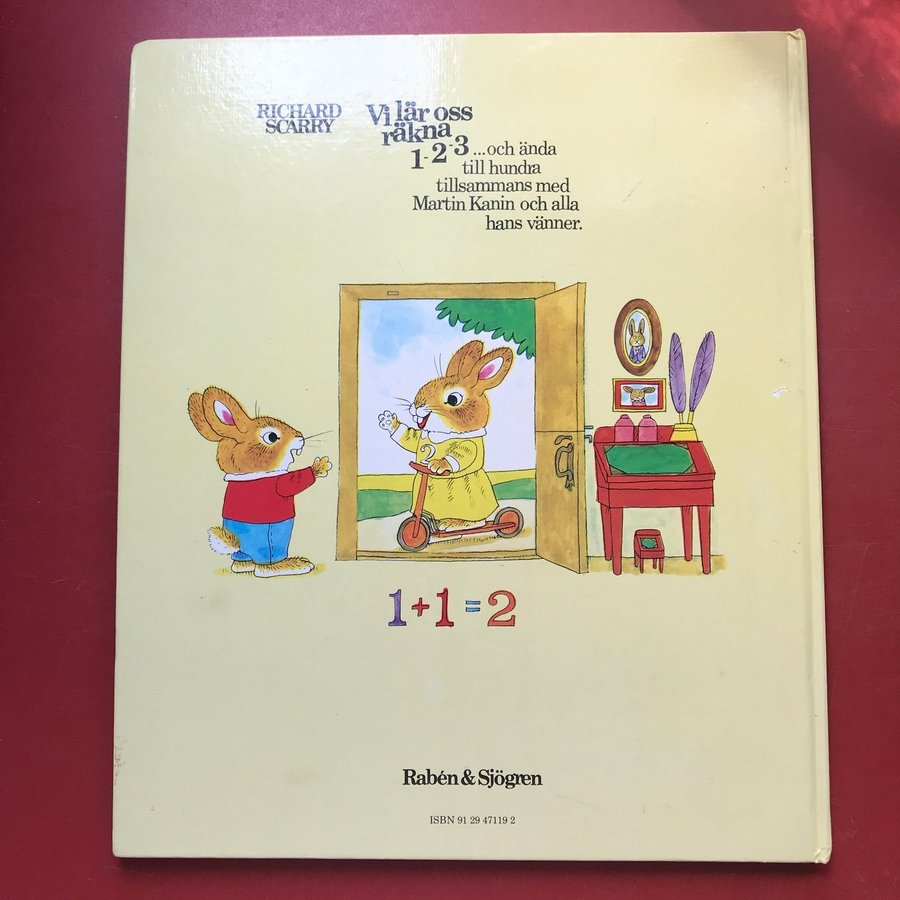 RICHARD
SCARRY
Vi lär oss
räkna
1-2-3 ...och ända
till hundra
tillsammans med
Martin Kanin och alla
hans vänner.
2
1+1=2
Rabén & Sjögren
ISBN 91 29 47119 2